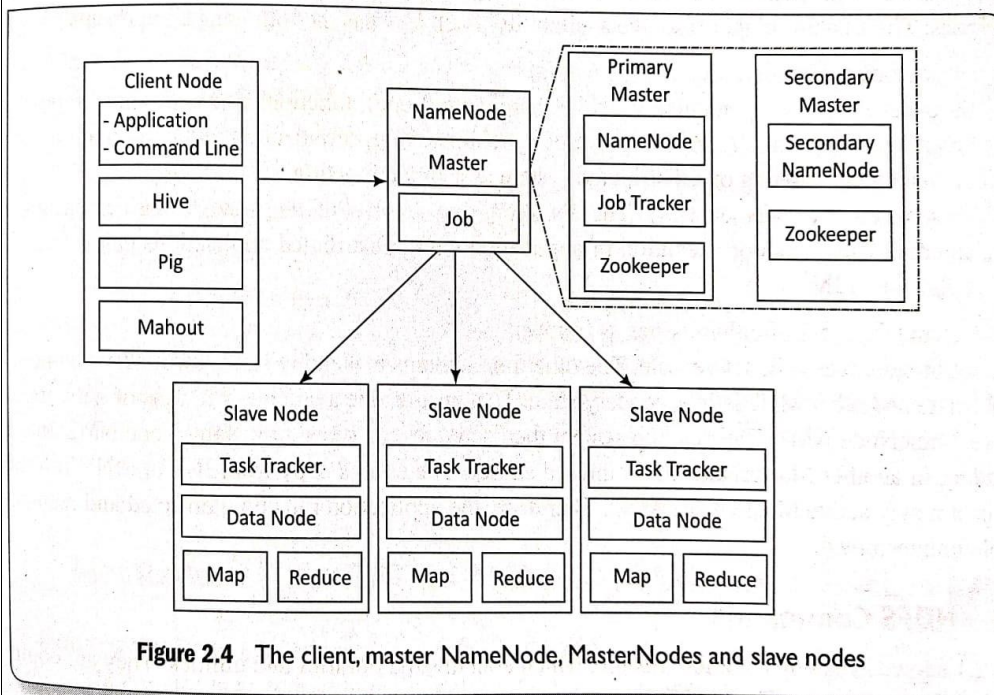 Client Node
- Application
- Command Line
Hive
Pig
Mahout
NameNode
Master
Job
Primary
Master
NameNode
Job Tracker
Zookeeper
Secondary
Master
Secondary
NameNode
Zookeeper
Slave Node
Task Tracker
Data Node
Map Reduce
Slave Node
Task Tracker
Data Node
Map Reduce
Slave Node
Task Tracker
Data Node
Map Reduce
Figure 2.4 The client, master NameNode, MasterNodes and slave nodes